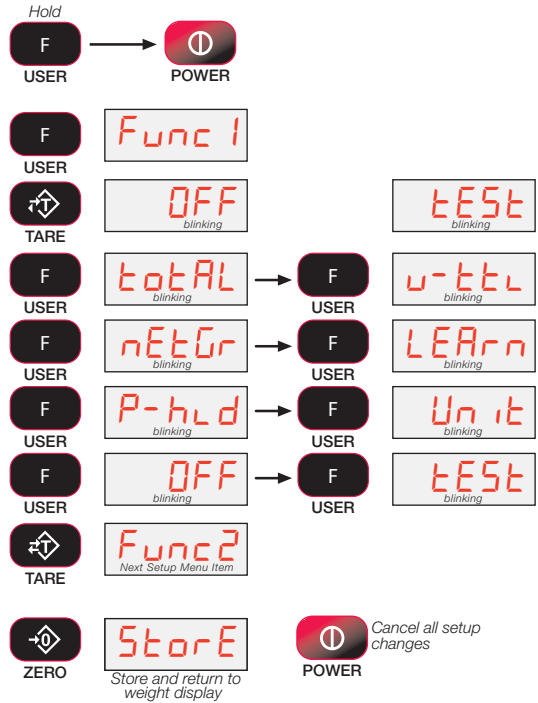 Hold
F
USER
POWER
F
USER
Func 1
TARE
OFF
blinking
tESt
blinking
F
USER
totAL
blinking
F
USER
v-ttL
blinking
F
USER
nEtGr
blinking
F
USER
LEArn
blinking
F
USER
P-hLd
blinking
F
USER
Unit
blinking
F
USER
OFF
blinking
F
USER
tESt
blinking
T
TARE
Func2
Next Setup Menu Item
0
ZERO
StorE
Store and return to
weight display
POWER
Cancel all setup
changes